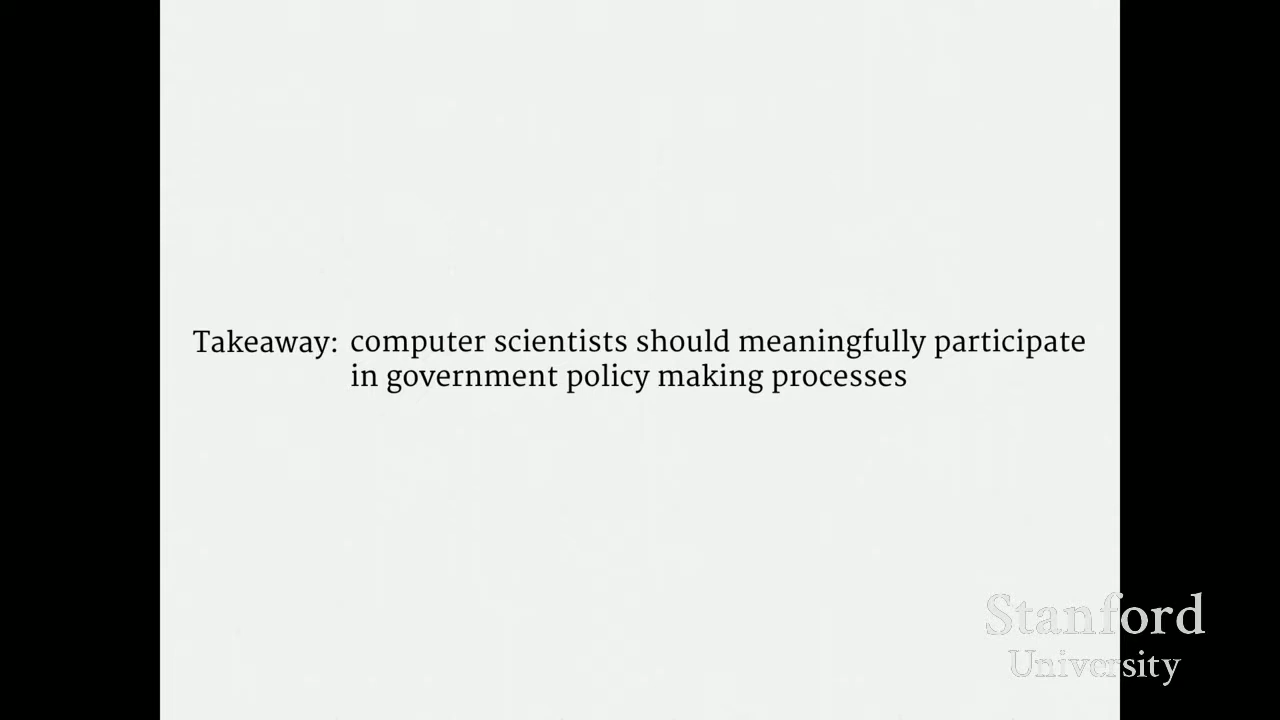 Takeaway: computer scientists should meaningfully participate
in government policy making processes
Stanford
University